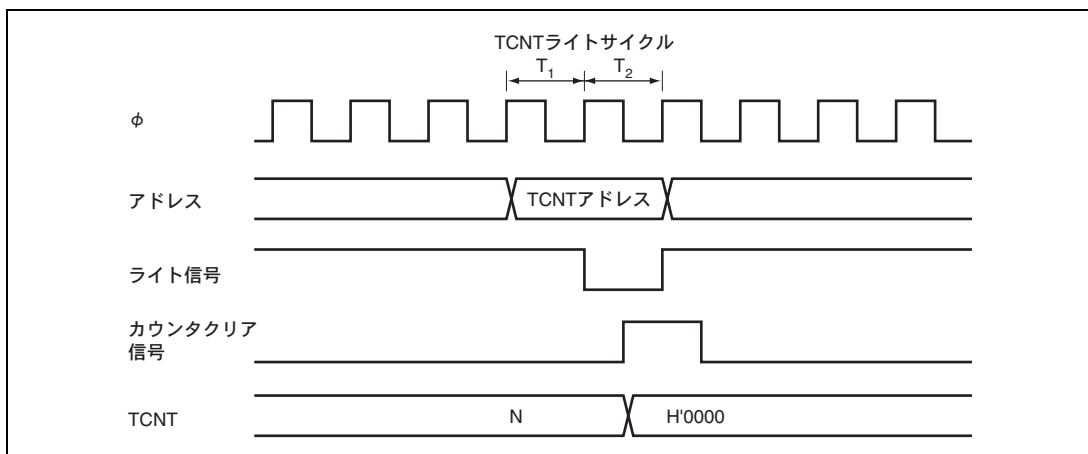 TCNTライトサイクル
T1 T2
φ
アドレス
TCNTアドレス
ライト信号
カウンタクリア
信号
TCNT
N
H'0000